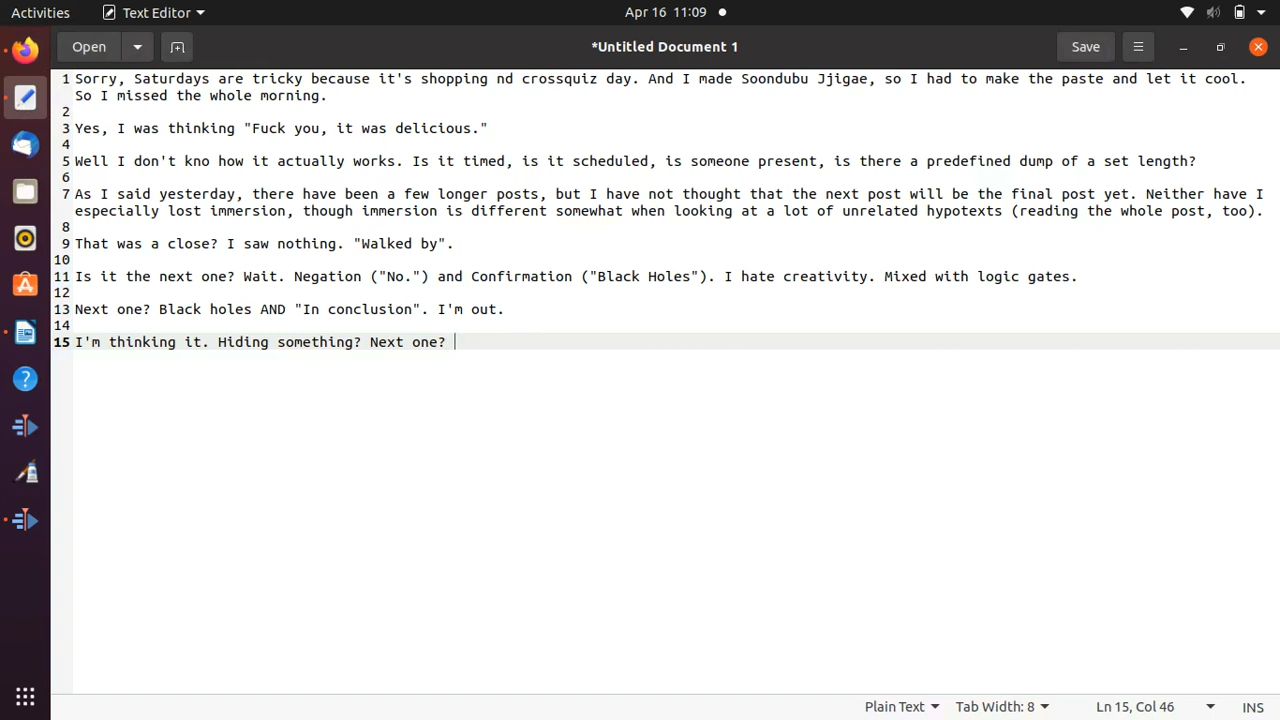 Activities
Text Editor
Apr 16 11:09
Open
*Untitled Document 1
Save
1 Sorry, Saturdays are tricky because it's shopping nd crossquiz day. And I made Soondubu Jjigae, so I had to make the paste and let it cool.
So I missed the whole morning.
2
3 Yes, I was thinking "Fuck you, it was delicious."
4
5 Well I don't kno how it actually works. Is it timed, is it scheduled, is someone present, is there a predefined dump of a set length?
6
7 As I said yesterday, there have been a few longer posts, but I have not thought that the next post will be the final post yet. Neither have I
especially lost immersion, though immersion is different somewhat when looking at a lot of unrelated hypotexts (reading the whole post, too).
8
9 That was a close? I saw nothing. "Walked by".
10
11 Is it the next one? Wait. Negation ("No.") and Confirmation ("Black Holes"). I hate creativity. Mixed with logic gates.
12
13 Next one? Black holes AND "In conclusion". I'm out.
14
15 I'm thinking it. Hiding something? Next one?
Plain Text
Tab Width: 8
Ln 15, Col 46
INS